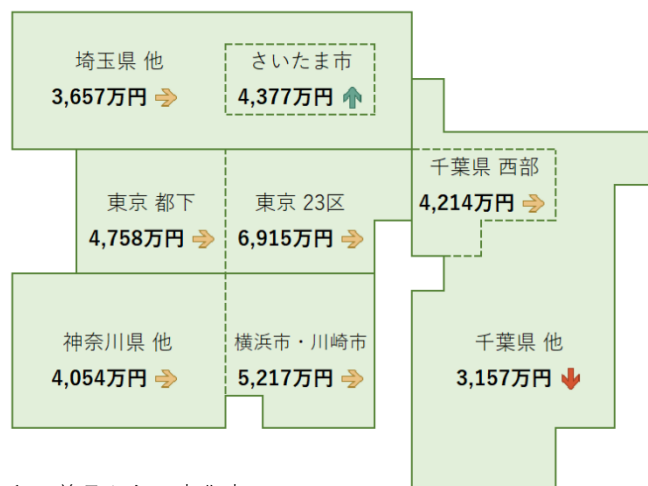 埼玉県 他
3,657万円
さいたま市
4,377万円
千葉県 西部
4,214万円
東京 都下
4,758万円
東京 23区
6,915万円
神奈川県 他
4,054万円
横浜市・川崎市
5,217万円
千葉県 他
3,157万円